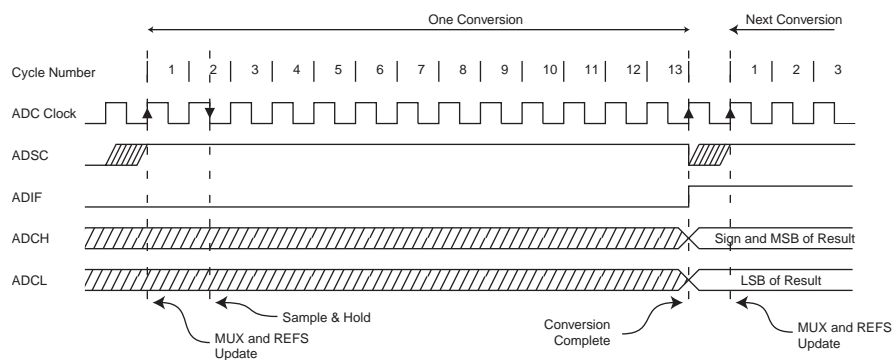 One Conversion Next Conversion
Cycle Number 1 2 3 4 5 6 7 8 9 10 11 12 13 1 2 3
ADC Clock
ADSC
ADIF
ADCH Sign and MSB of Result
ADCL LSB of Result
MUX and REFS
Update
Sample & Hold
Conversion
Complete
MUX and REFS
Update